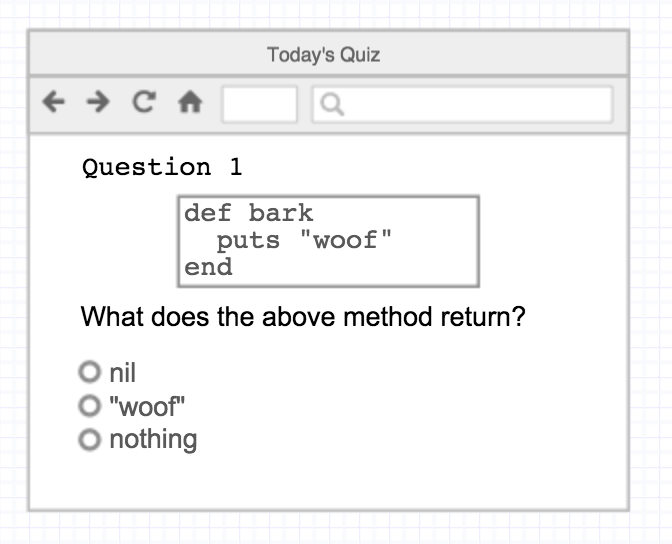 Today's Quiz
Question 1
def bark
  puts "woof"
end
What does the above method return?
nil
"woof"
nothing